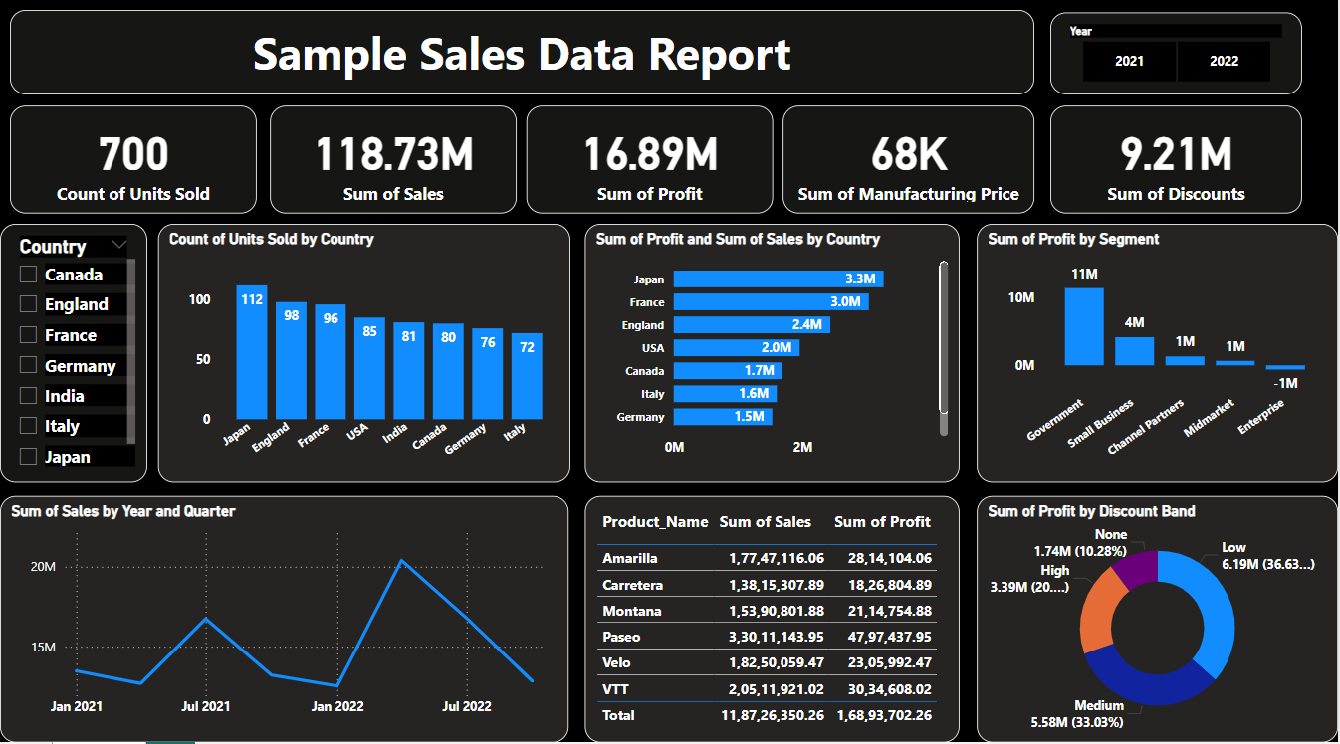 Sample Sales Data Report
Year
2021 2022
700
Count of Units Sold
118.73M
Sum of Sales
16.89M
Sum of Profit
68K
Sum of Manufacturing Price
9.21M
Sum of Discounts
Country
Canada
England
France
Germany
India
Italy
Japan
Count of Units Sold by Country
100
50
0
112 98 96 85 81 80 76 72
Japan England France USA India Canada Germany Italy
Sum of Profit and Sum of Sales by Country
Japan 3.3M
France 3.0M
England 2.4M
USA 2.0M
Canada 1.7M
Italy 1.6M
Germany 1.5M
0M 2M
Sum of Profit by Segment
10M
0M
11M 4M 1M 1M -1M
Government Small Business Channel Partners Midmarket Enterprise
Sum of Sales by Year and Quarter
20M
15M
Jan 2021 Jul 2021 Jan 2022 Jul 2022
Product_Name Sum of Sales Sum of Profit
Amarilla 1,77,47,116.06 28,14,104.06
Carretera 1,38,15,307.89 18,26,804.89
Montana 1,53,90,801.88 21,14,754.88
Paseo 3,30,11,143.95 47,97,437.95
Velo 1,82,50,059.47 23,05,992.47
VTT 2,05,11,921.02 30,34,608.02
Total 11,87,26,350.26 1,68,93,702.26
Sum of Profit by Discount Band
None
1.74M (10.28%)
Low
6.19M (36.63...)
High
3.39M (20....)
Medium
5.58M (33.03%)